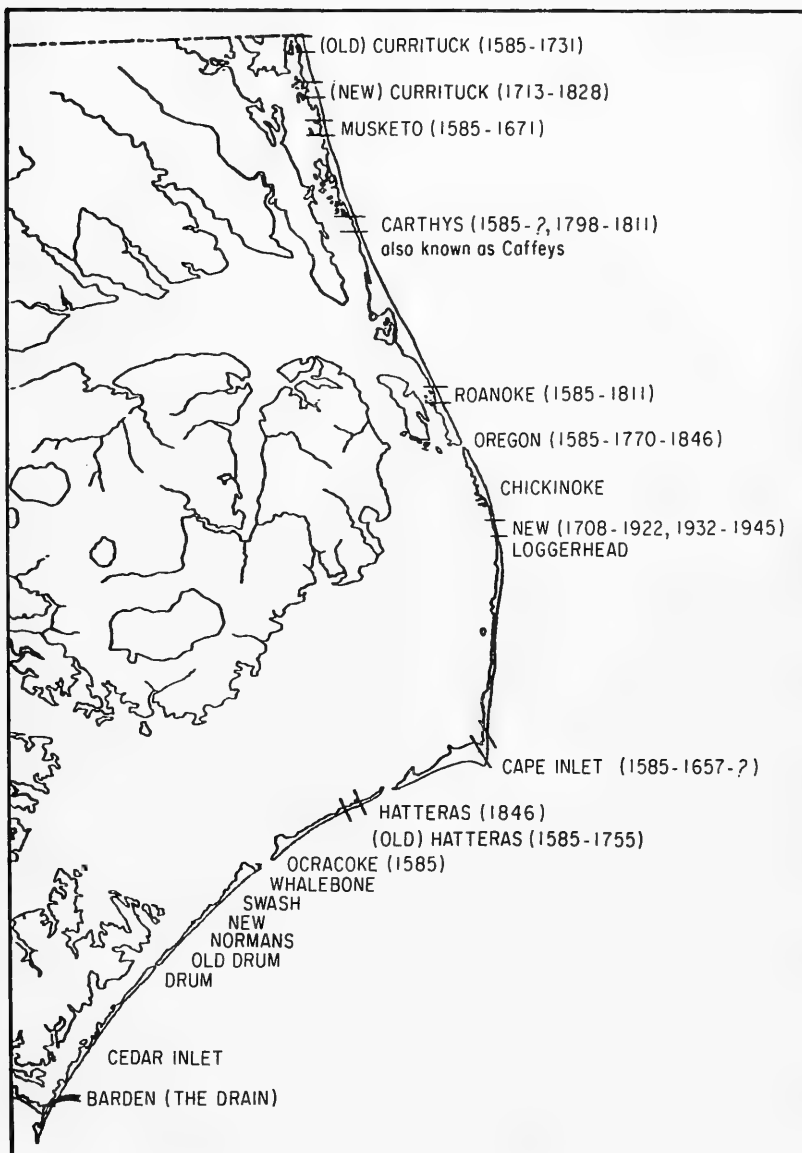 (OLD) CURRITUCK (1585-1731)
(NEW) CURRITUCK (1713-1828)
MUSKETO (1585-1671)
CARTHYS (1585-?, 1798-1811)
also known as Caffeys
ROANOKE (1585-1811)
OREGON (1585-1770-1846)
CHICKINOKE
NEW (1708-1922, 1932-1945)
LOGGERHEAD
CAPE INLET (1585-1657-?)
HATTERAS (1846)
(OLD) HATTERAS (1585-1755)
OCRACOKE (1585)
WHALEBONE
SWASH
NEW
NORMANS
OLD DRUM
DRUM
CEDAR INLET
BARDEN (THE DRAIN)